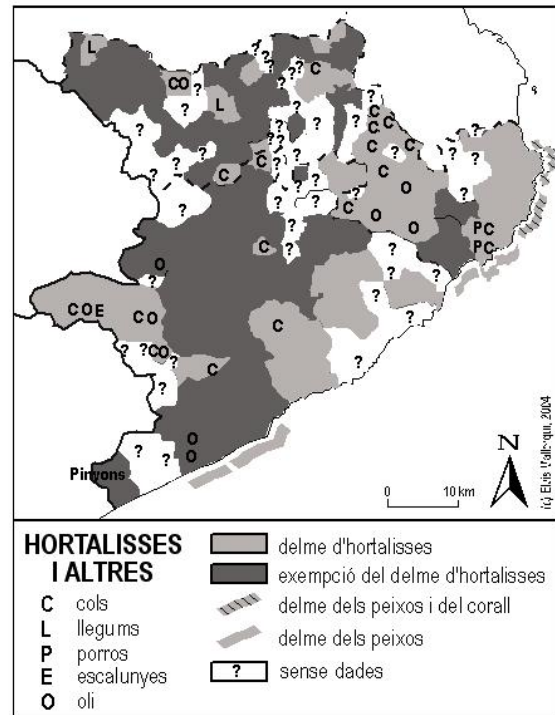 L
CO
?
?
?
?
C
?
?
?
L
?
C
?
?
?
?
C
C
?
C
?
?
?
C
C
?
?
?
C
?
?
C
O
?
O
O
PC
PC
C
O
?
?
?
?
COE
CO
C
?
?
?
CO
?
C
?
?
O
O
?
?
Pinyons
N
0 10 km
(c) Elvis Mallorquí, 2004
HORTALISSES
I ALTRES
C cols
L llegums
P porros
E escalunyes
O oli
delme d'hortalisses
exempció del delme d'hortalisses
delme dels peixos i del corall
delme dels peixos
? sense dades